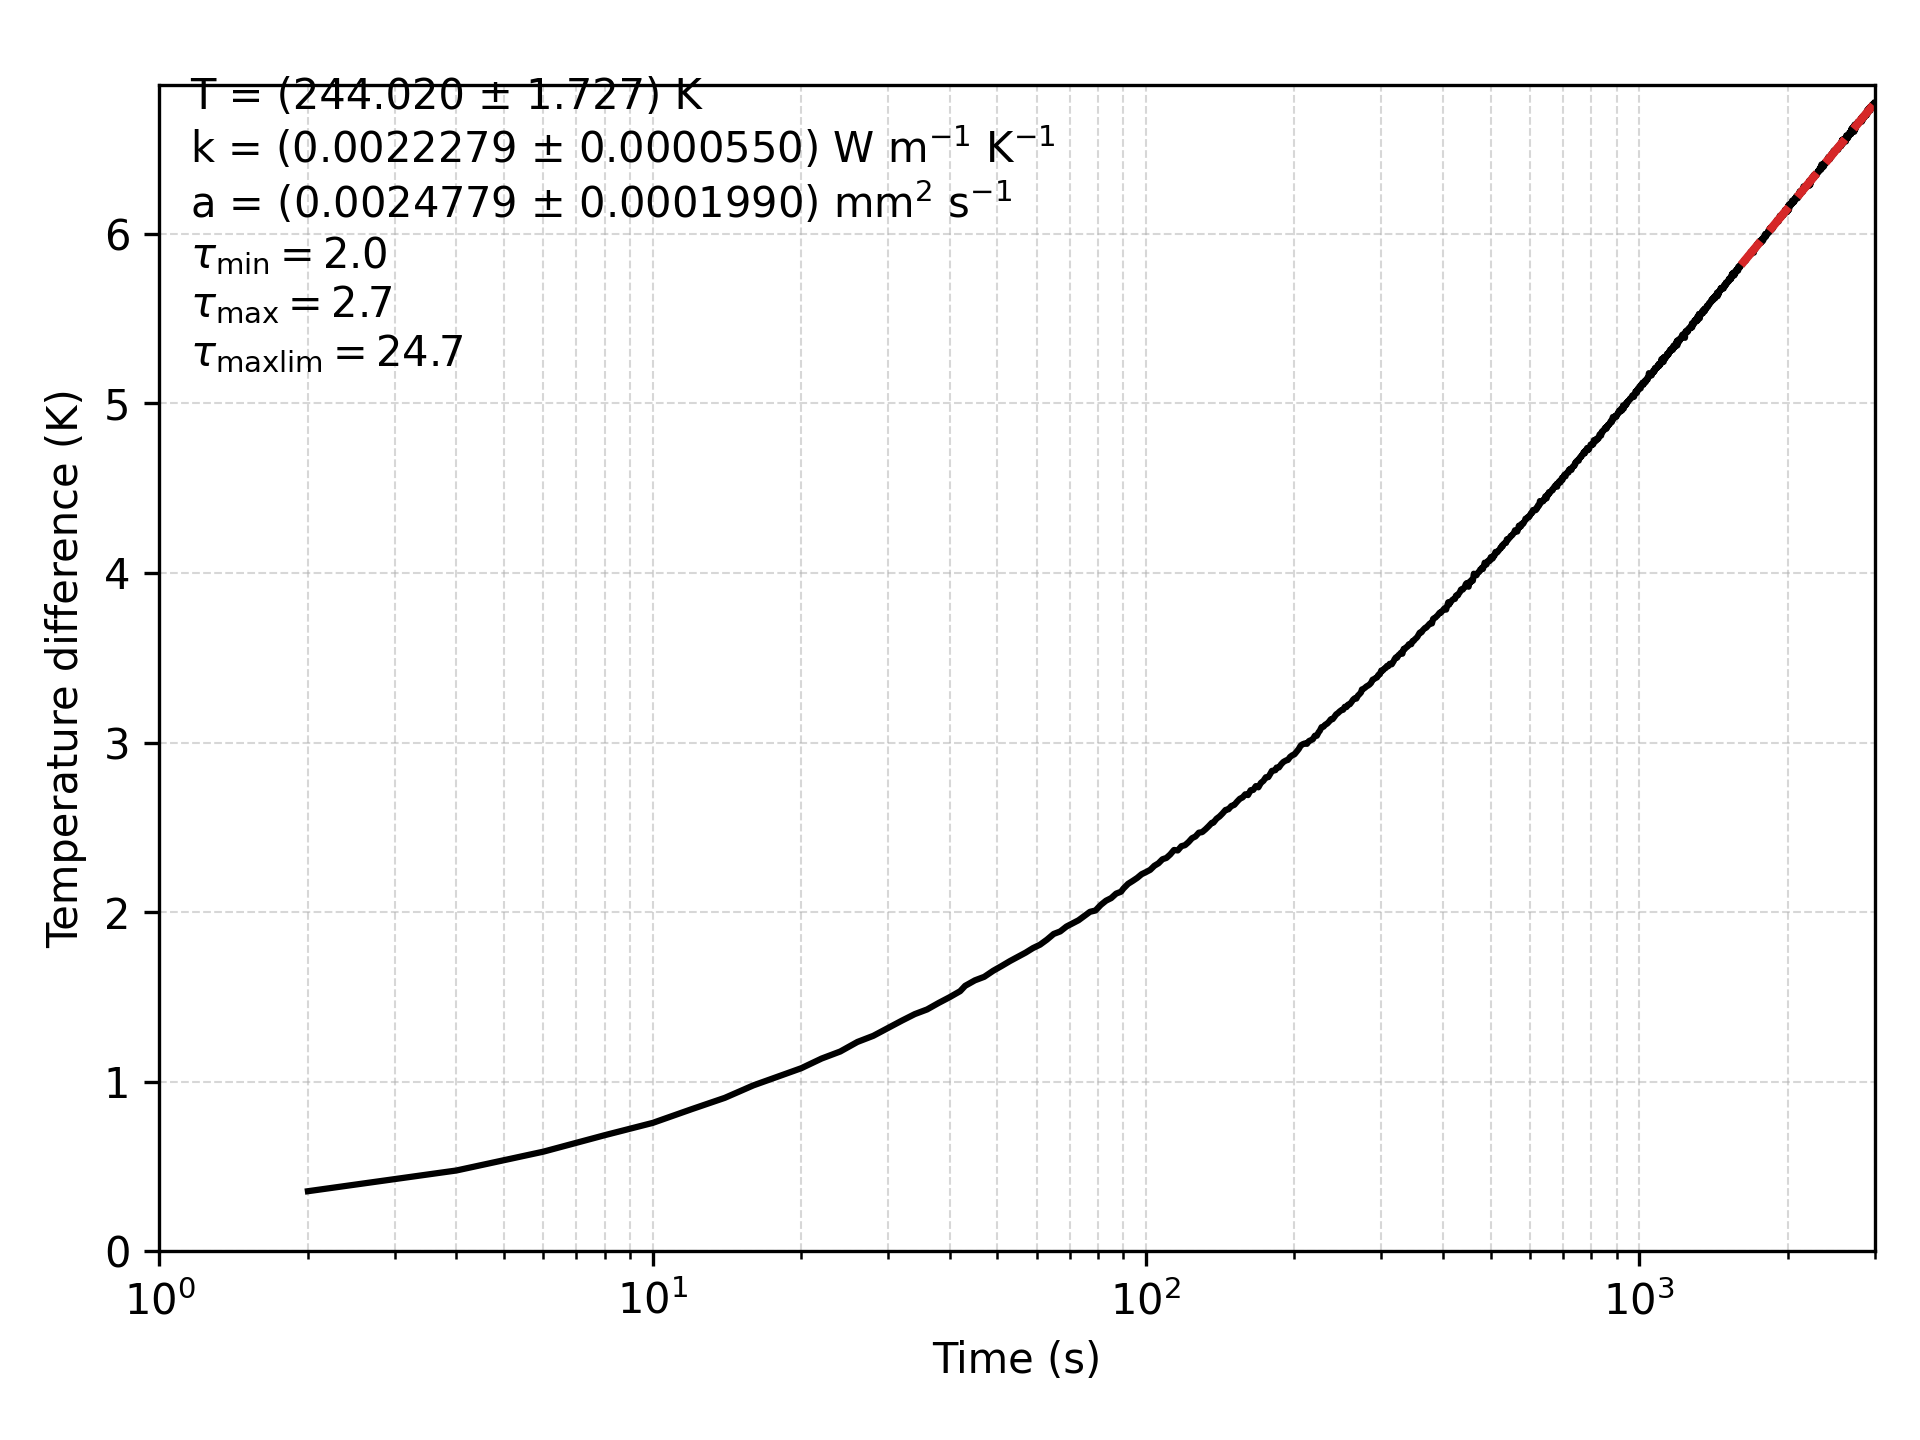 T = (244.020 ± 1.727) K
k = (0.0022279 ± 0.0000550) W m⁻¹ K⁻¹
a = (0.0024779 ± 0.0001990) mm² s⁻¹
τmin = 2.0
τmax = 2.7
τmaxlim = 24.7
6
5
4
3
2
1
0
Temperature difference (K)
10⁰ 10¹ 10² 10³
Time (s)